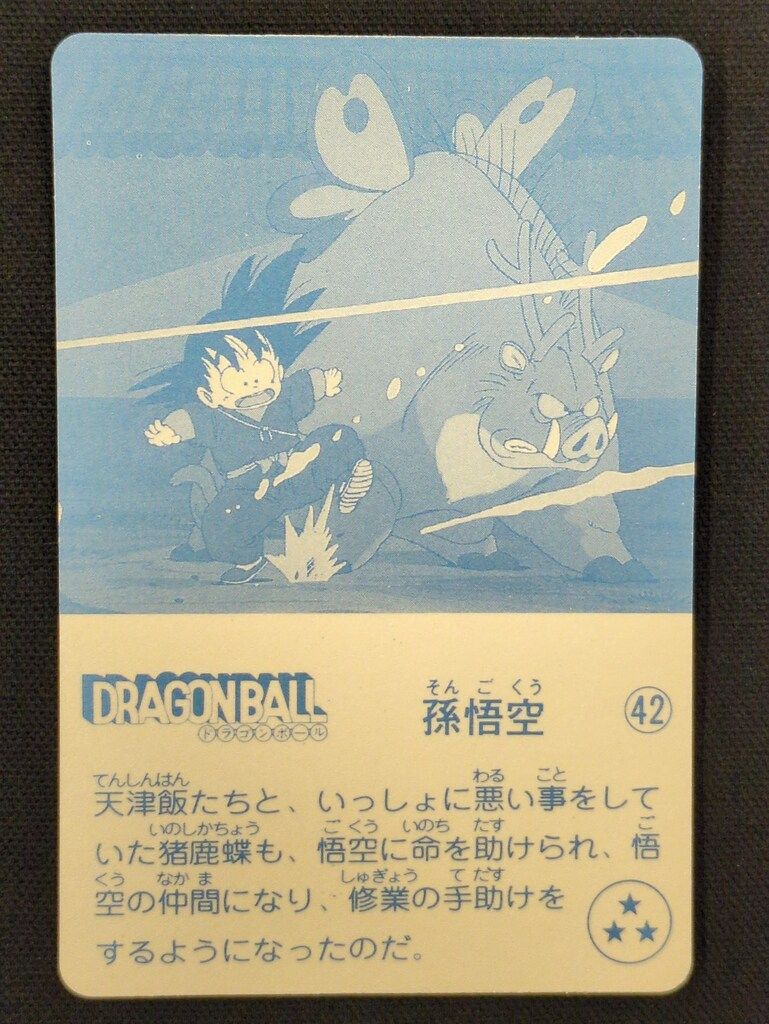 DRAGON BALL
ドラゴンボール
そん ご くう
孫悟空
42
てんしんはん わる こと
天津飯たちと、いっしょに悪い事をして
いのしかちょう ご くう いのち たす ご
いた猪鹿蝶も、悟空に命を助けられ、悟
くう なか ま しゅぎょう て だす
空の仲間になり、修業の手助けを
するようになったのだ。